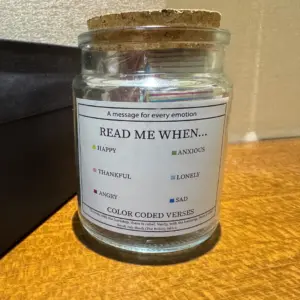 A message for every emotion
READ ME WHEN...
HAPPY ANXIOUS
THANKFUL LONELY
ANGRY SAD
COLOR CODED VERSES